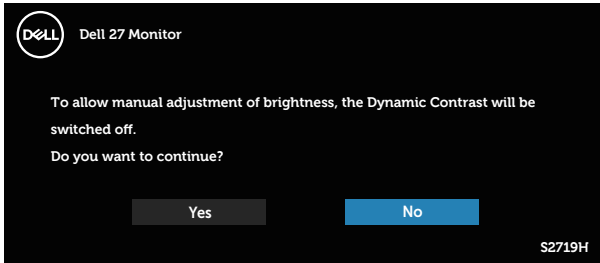 DELL
Dell 27 Monitor
To allow manual adjustment of brightness, the Dynamic Contrast will be
switched off.
Do you want to continue?
Yes
No
S2719H